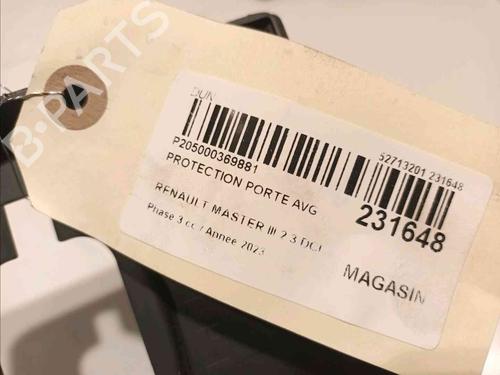 B-PARTS
DUN
P205000369881
52713201 231648
PROTECTION PORTE AVG
231648
RENAULT MASTER III 2.3 DCI
Phase 3 cc / Annee 2023
MAGASIN